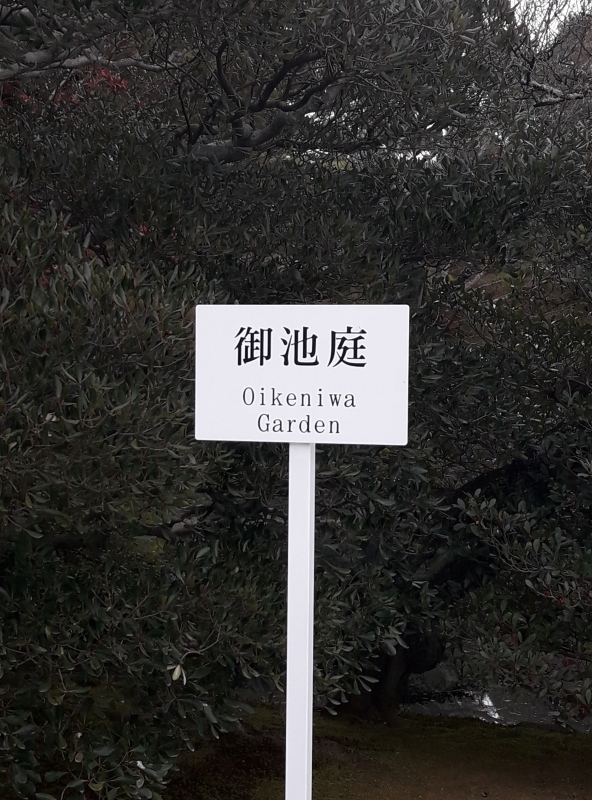 御池庭
Oikeniwa
Garden